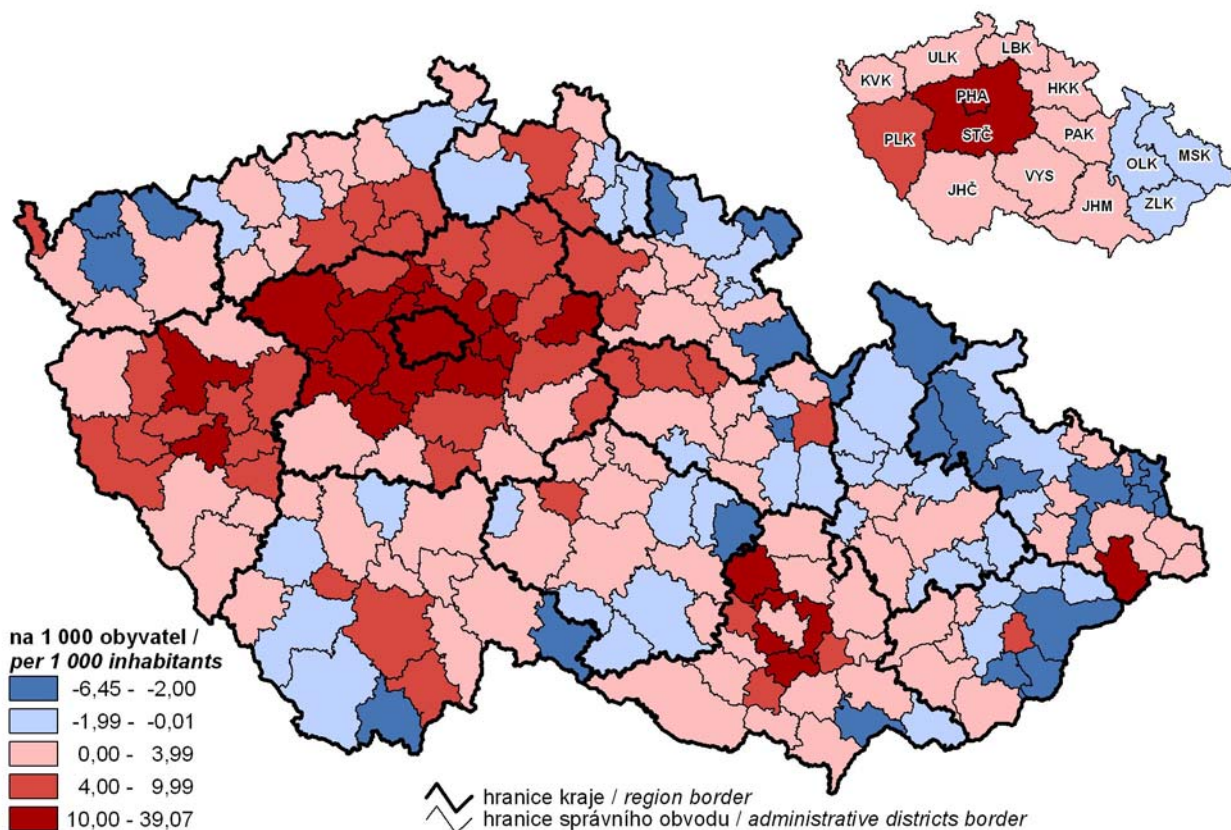 KVK
ULK
LBK
HKK
PHA
PLK
STČ
PAK
OLK
MSK
JHČ
VYS
JHM
ZLK
na 1 000 obyvatel /
per 1 000 inhabitants
-6,45 - -2,00
-1,99 - -0,01
0,00 - 3,99
4,00 - 9,99
10,00 - 39,07
hranice kraje / region border
hranice správního obvodu / administrative districts border